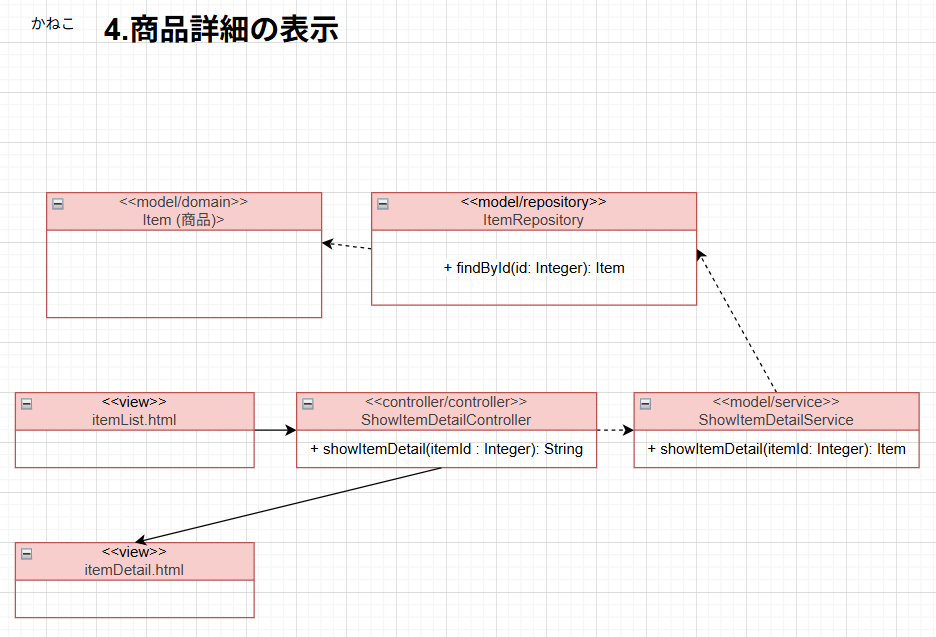 かねこ
4.商品詳細の表示
<<model/domain>>
Item (商品)>
<<model/repository>>
ItemRepository
+ findById(id: Integer): Item
<<view>>
itemList.html
<<controller/controller>>
ShowItemDetailController
+ showItemDetail(itemId : Integer): String
<<model/service>>
ShowItemDetailService
+ showItemDetail(itemId: Integer): Item
<<view>>
itemDetail.html